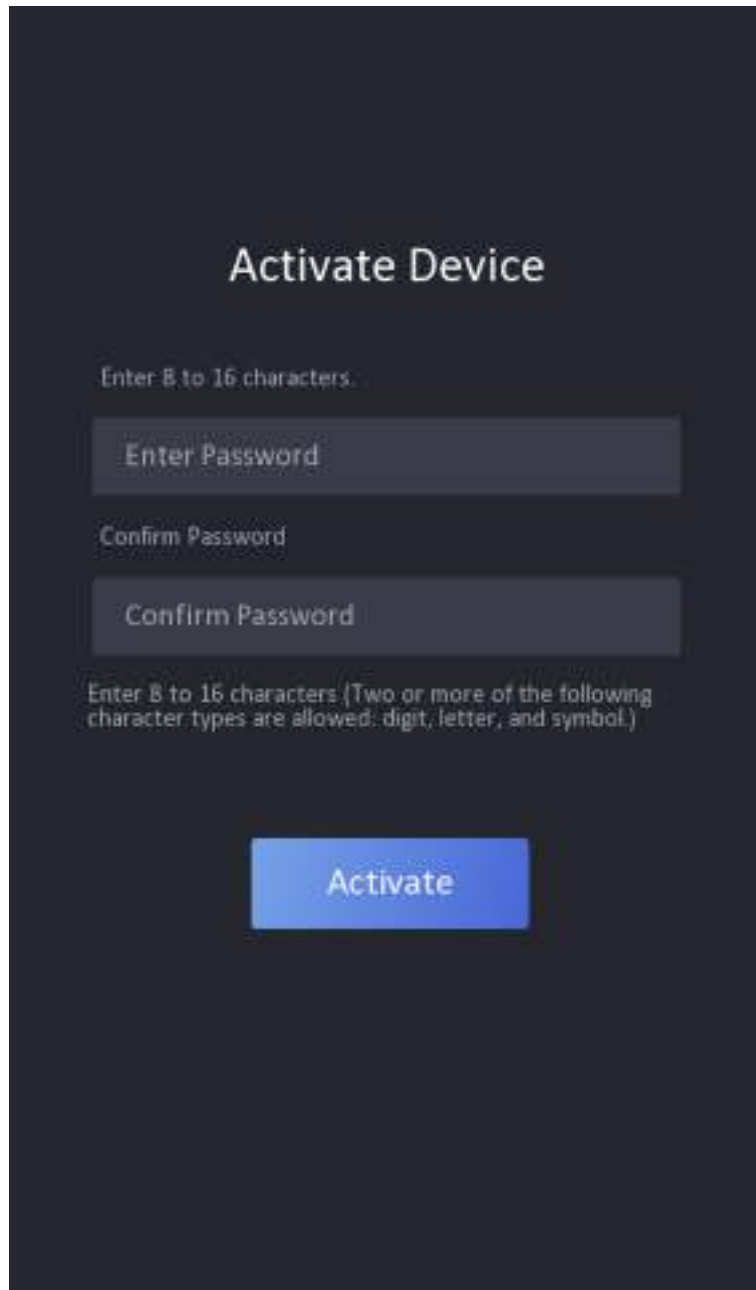 Activate Device
Enter 8 to 16 characters.
Enter Password
Confirm Password
Confirm Password
Enter 8 to 16 characters (Two or more of the following
character types are allowed: digit, letter, and symbol.)
Activate